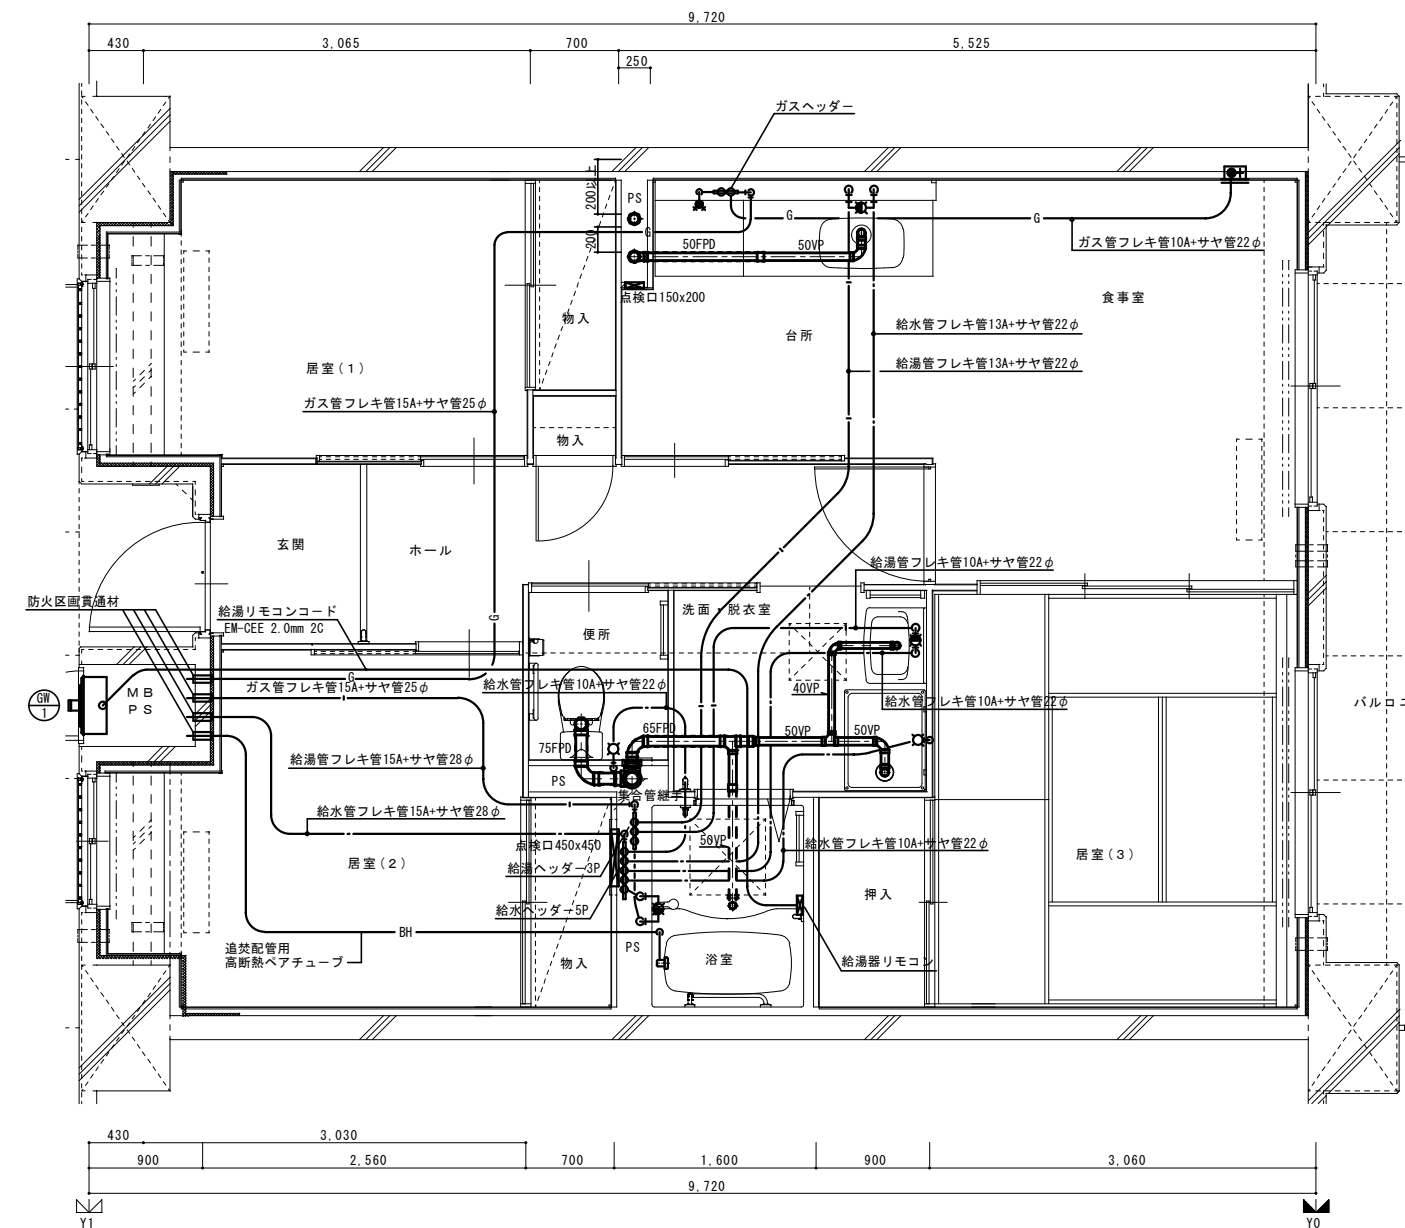 9,720
430
3,065
700
5,525
250
ガスヘッダー
200以上
PS
G
G
G
200
50FPD
50VP
ガス管フレキ管10A+サヤ管22φ
点検口150x200
食事室
物入
給水管フレキ管13A+サヤ管22φ
台所
居室(1)
給湯管フレキ管13A+サヤ管22φ
ガス管フレキ管15A+サヤ管25φ
物入
玄関
ホール
給湯管フレキ管10A+サヤ管22φ
防火区画貫通材
給湯リモコンコード
EM-CEE 2.0mm 2C
G
便所
洗面・脱衣室
G
MB
PS
GW
1
ガス管フレキ管15A+サヤ管25φ
給水管フレキ管10A+サヤ管22φ
40VP
給水管フレキ管10A+サヤ管22φ
バルコニ
65FPD
50VP
50VP
75FPD
給湯管フレキ管15A+サヤ管28φ
PS
集合管継手
給水管フレキ管15A+サヤ管28φ
点検口450x450
50VP
給水管フレキ管10A+サヤ管22φ
居室(2)
給湯ヘッダー3P
居室(3)
押入
給水ヘッダー5P
BH
追焚配管用
高断熱ペアチューブ
PS
物入
浴室
給湯器リモコン
430
3,030
900
2,560
700
1,600
900
3,060
9,720
Y1
Y0